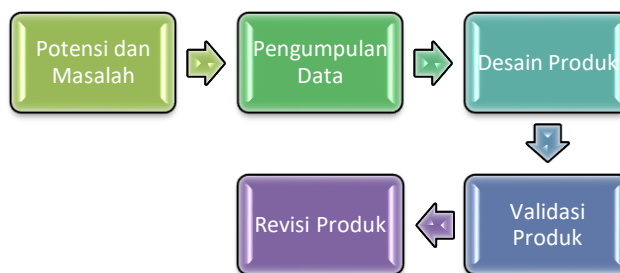 Potensi dan
Masalah
Pengumpulan
Data
Desain Produk
Validasi
Produk
Revisi Produk